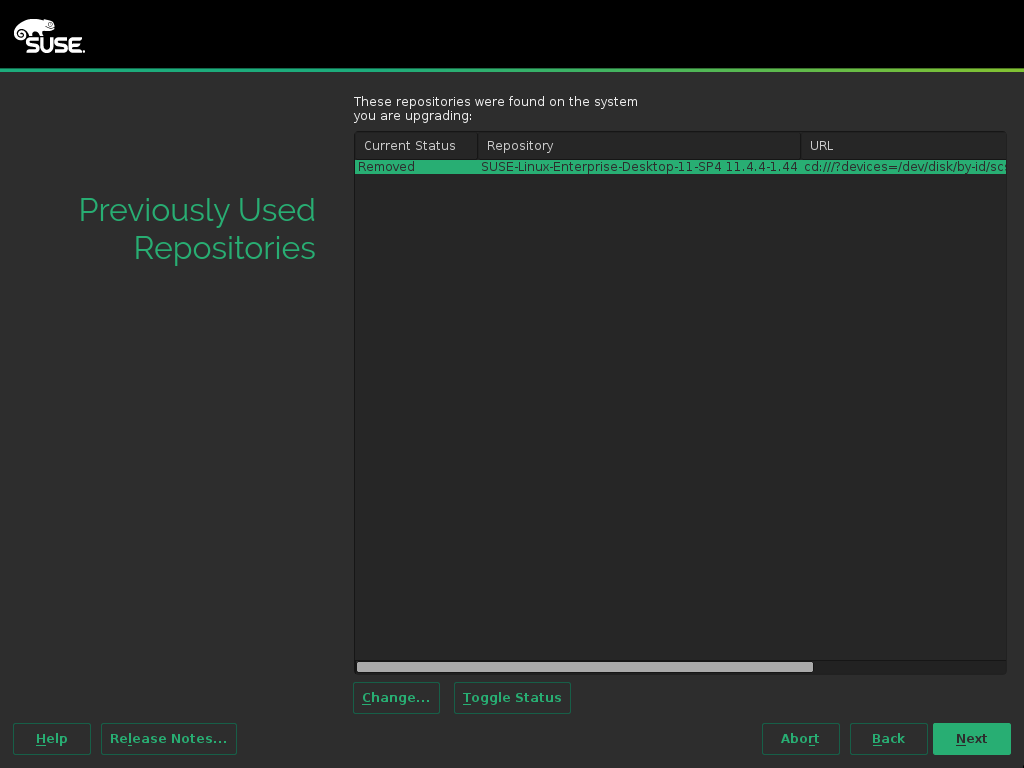 SUSE.
These repositories were found on the system
you are upgrading:
Current Status Repository URL
Removed SUSE-Linux-Enterprise-Desktop-11-SP4 11.4.4-1.44 cd:///?devices=/dev/disk/by-id/scs
Previously Used
Repositories
Change... Toggle Status
Help Release Notes... Abort Back Next